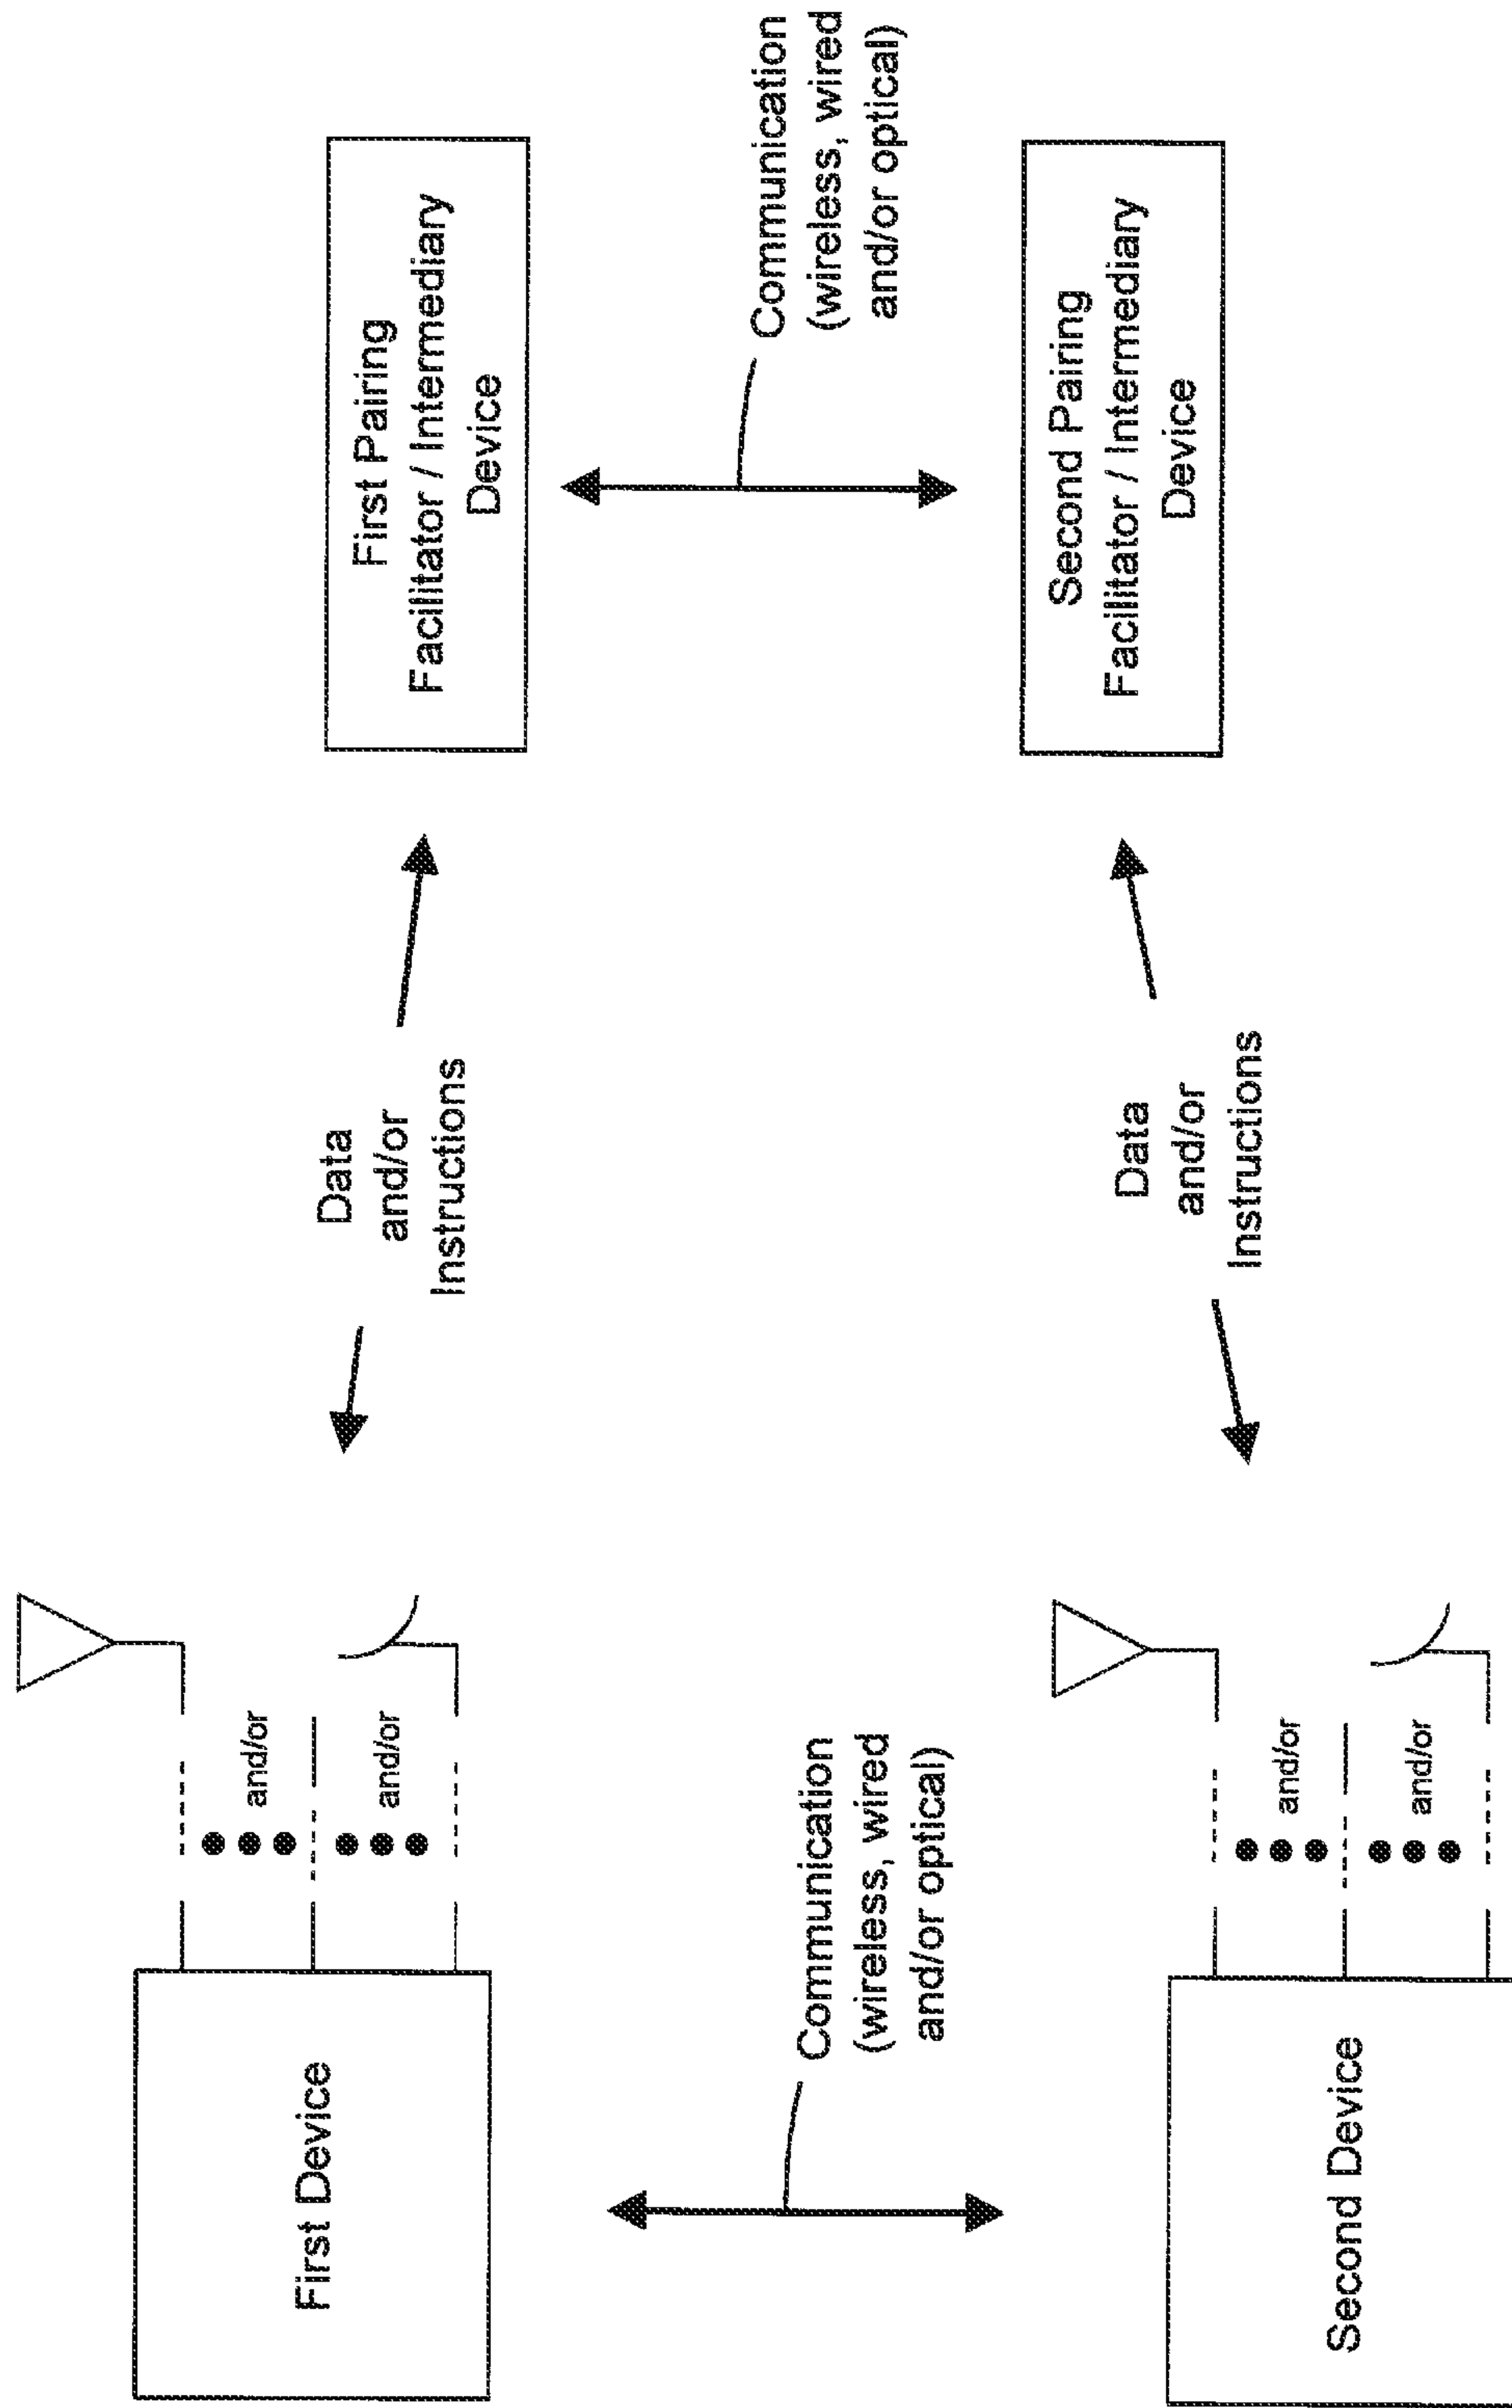 First Device
and/or
and/or
Data
and/or
Instructions
First Pairing
Facilitator / Intermediary
Device
Communication
(wireless, wired
and/or optical)
Communication
(wireless, wired
and/or optical)
Second Device
and/or
and/or
Data
and/or
Instructions
Second Pairing
Facilitator / Intermediary
Device